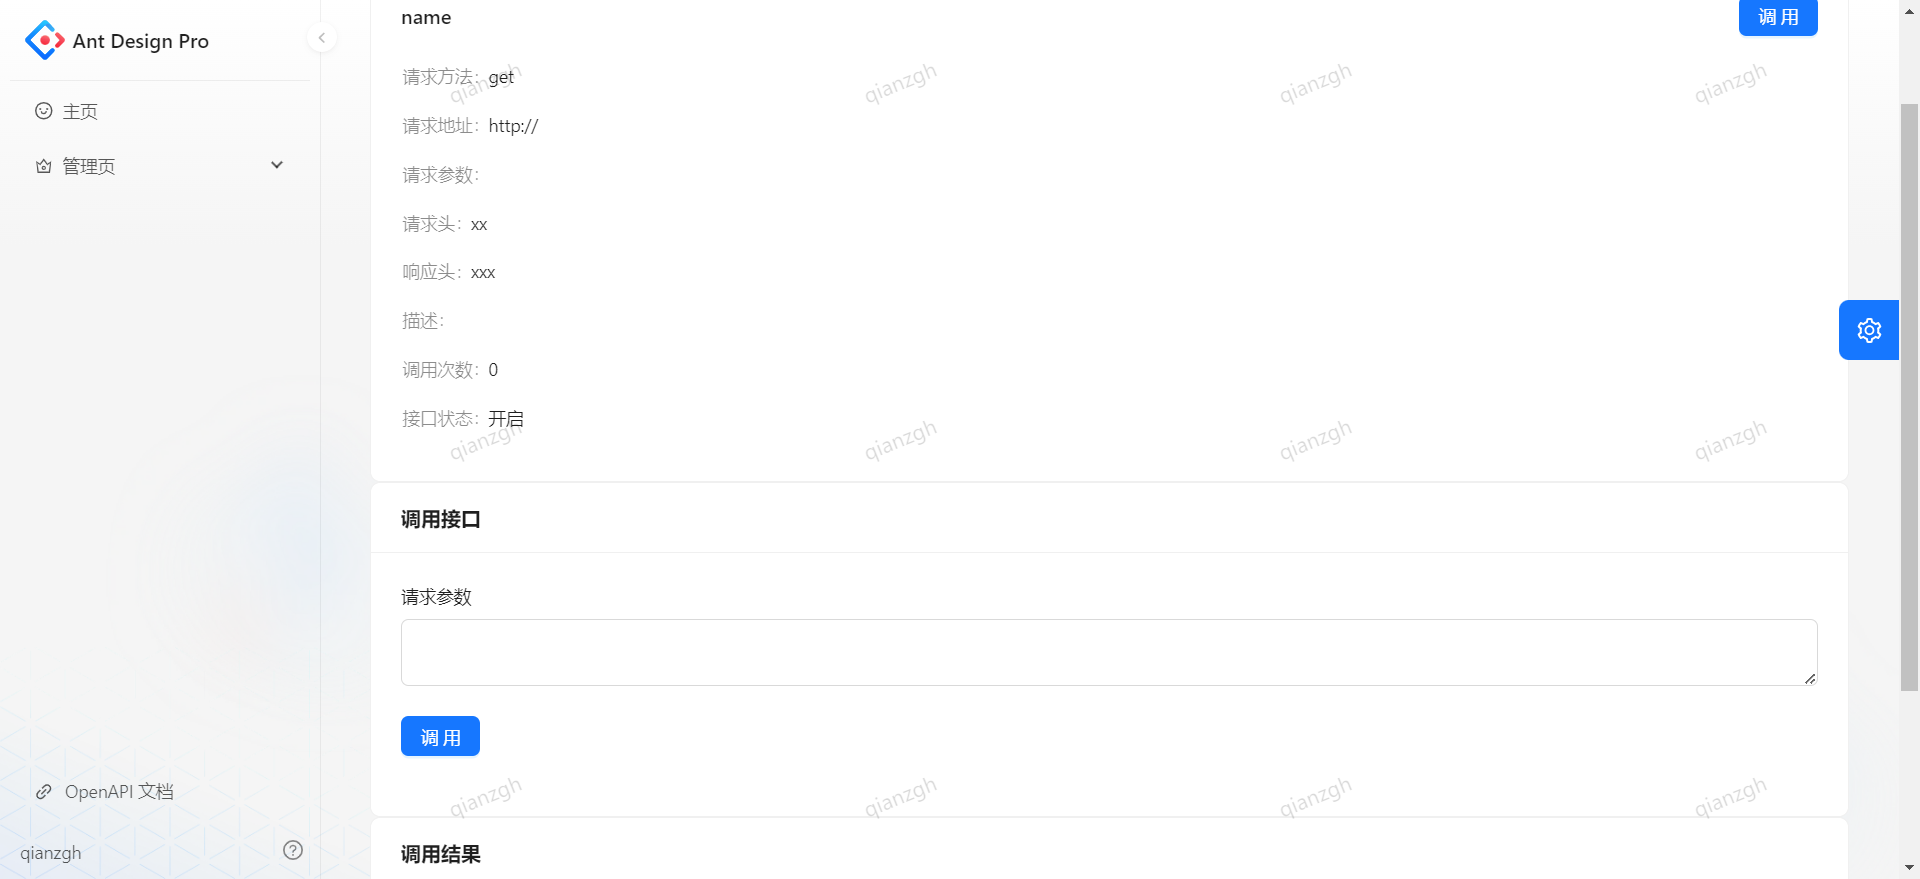 Ant Design Pro
主页
管理页
OpenAPI 文档
qianzgh
name
调 用
请求方法：get
请求地址：http://
请求参数：
请求头：xx
响应头：xxx
描述：
调用次数：0
接口状态：开启
调用接口
请求参数
调 用
调用结果
qianzgh qianzgh qianzgh qianzgh
qianzgh qianzgh qianzgh qianzgh
qianzgh qianzgh qianzgh qianzgh